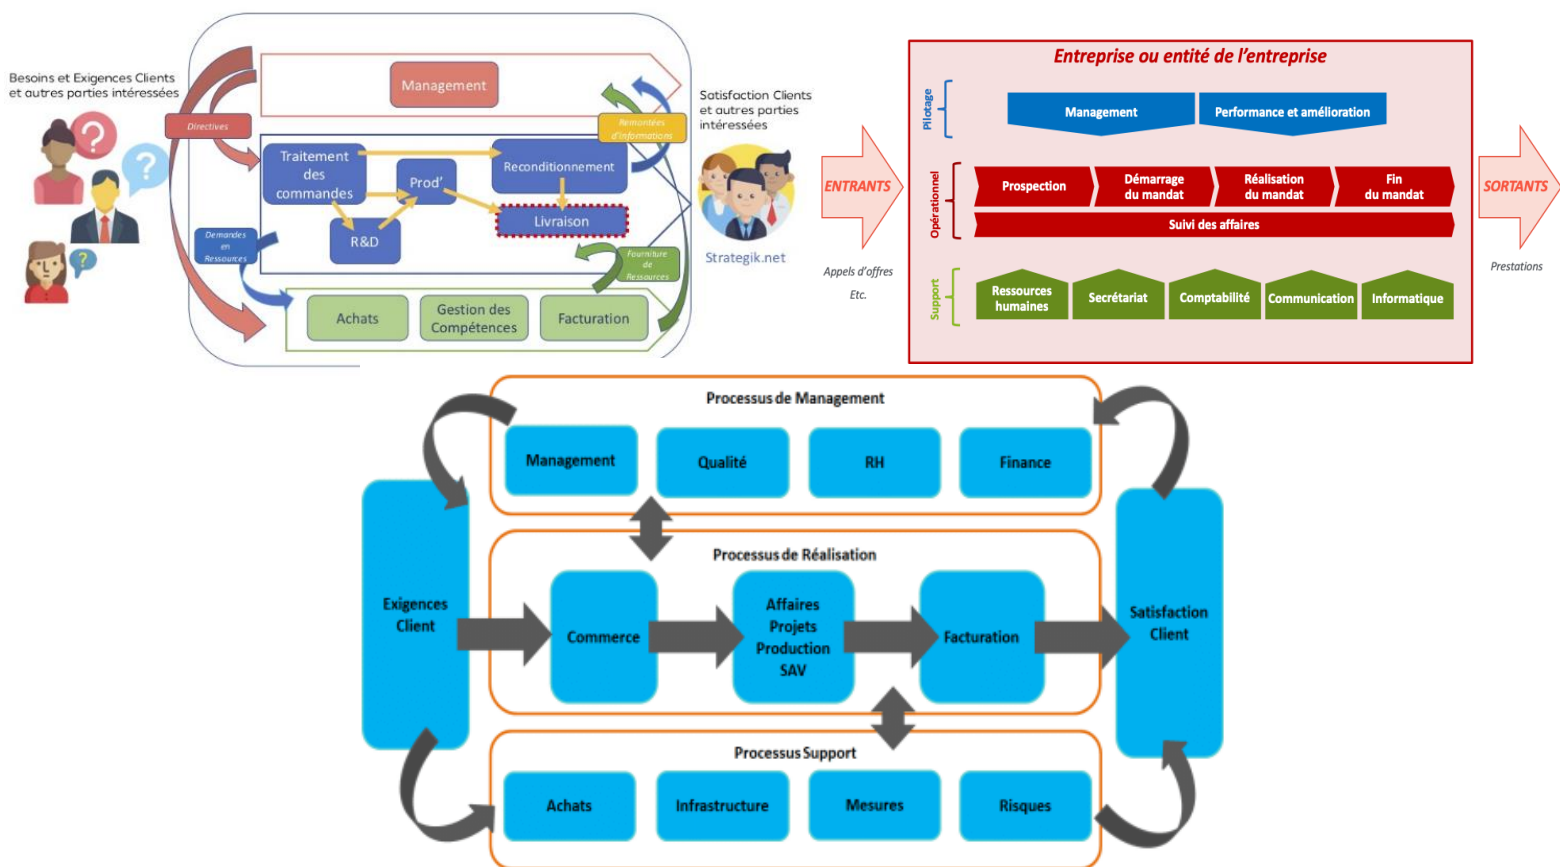 Besoins et Exigences Clients
et autres parties intéressées
Directives
Management
Traitement
des
commandes
Prod'
Reconditionnement
R&D
Livraison
Remontées
d'informations
Demandes
en
Ressources
Fourniture
de
Ressources
Achats
Gestion des
Compétences
Facturation
Satisfaction Clients
et autres parties
intéressées
Strategik.net
ENTRANTS
Appels d'offres
Etc.
Entreprise ou entité de l'entreprise
Pilotage
Management
Performance et amélioration
Opérationnel
Prospection
Démarrage
du mandat
Réalisation
du mandat
Fin
du mandat
Suivi des affaires
Support
Ressources
humaines
Secrétariat
Comptabilité
Communication
Informatique
SORTANTS
Prestations
Processus de Management
Management
Qualité
RH
Finance
Exigences
Client
Processus de Réalisation
Commerce
Affaires
Projets
Production
SAV
Facturation
Satisfaction
Client
Processus Support
Achats
Infrastructure
Mesures
Risques